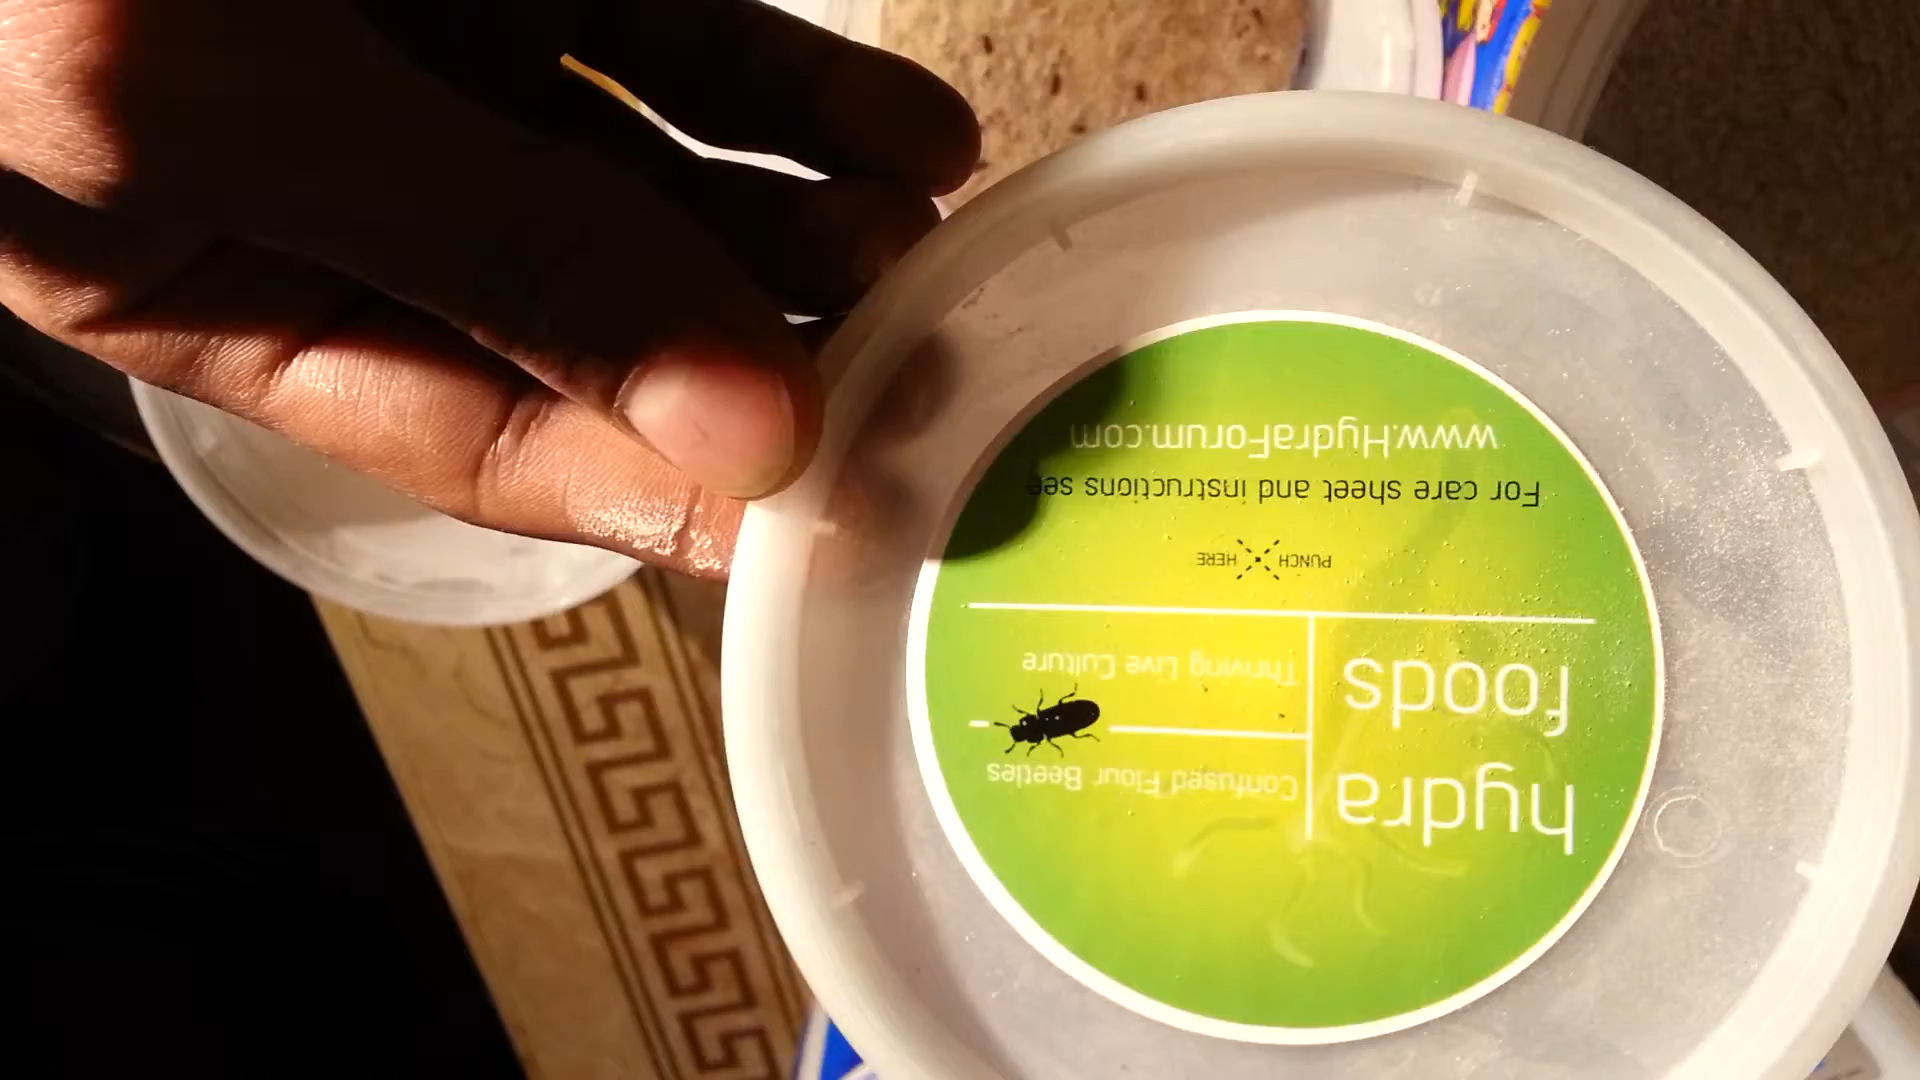 hydra
foods
Confused Flour Beetles
Thriving Live Culture
PUNCH HERE
For care sheet and instructions see
www.HydraForum.com